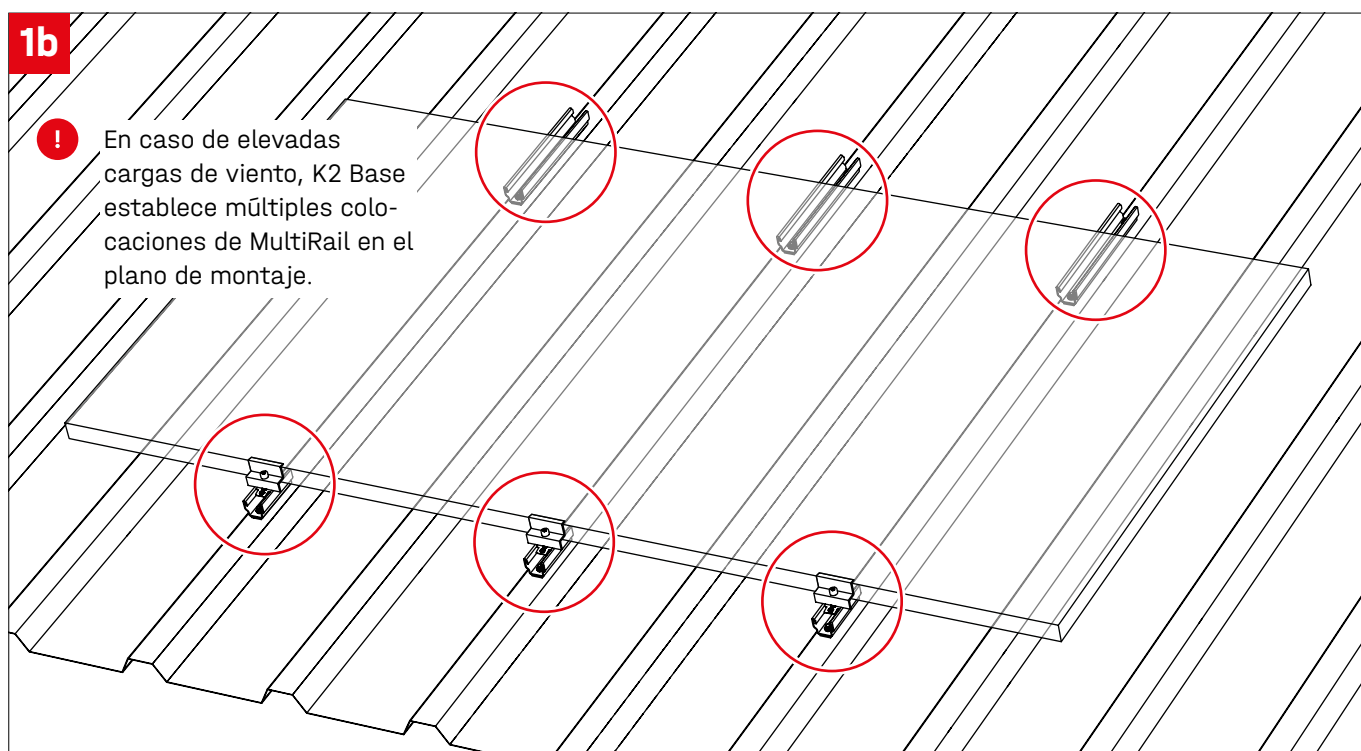 1b
! En caso de elevadas
cargas de viento, K2 Base
establece múltiples colo-
caciones de MultiRail en el
plano de montaje.